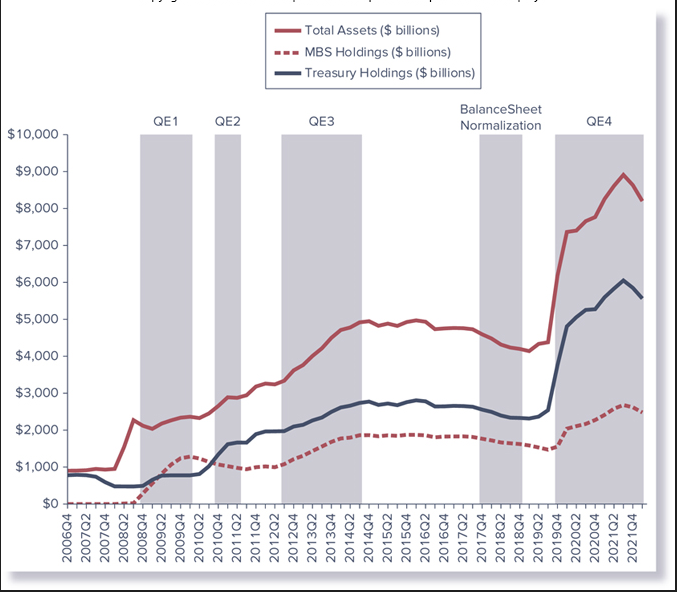 Total Assets ($ billions)
MBS Holdings ($ billions)
Treasury Holdings ($ billions)
BalanceSheet
QE1 QE2 QE3 Normalization QE4
$10,000
$9,000
$8,000
$7,000
$6,000
$5,000
$4,000
$3,000
$2,000
$1,000
$0
2006Q4
2007Q2
2007Q4
2008Q2
2008Q4
2009Q2
2009Q4
2010Q2
2010Q4
2011Q2
2011Q4
2012Q2
2012Q4
2013Q2
2013Q4
2014Q2
2014Q4
2015Q2
2015Q4
2016Q2
2016Q4
2017Q2
2017Q4
2018Q2
2018Q4
2019Q2
2019Q4
2020Q2
2020Q4
2021Q2
2021Q4